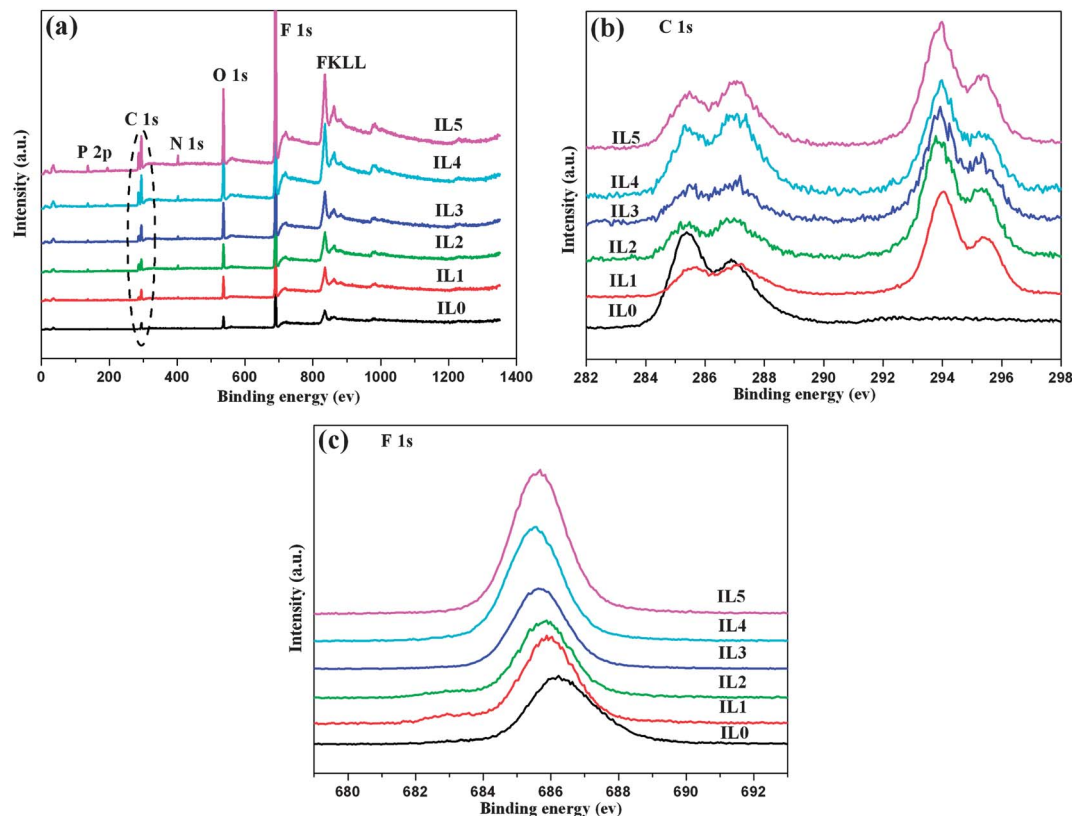 (a)
F 1s
FKLL
O 1s
C 1s
N 1s
P 2p
IL5
IL4
IL3
IL2
IL1
IL0
Intensity (a.u.)
0 200 400 600 800 1000 1200 1400
Binding energy (ev)
(b) C 1s
IL5
IL4
IL3
IL2
IL1
IL0
Intensity (a.u.)
282 284 286 288 290 292 294 296 298
Binding energy (ev)
(c) F 1s
IL5
IL4
IL3
IL2
IL1
IL0
Intensity (a.u.)
680 682 684 686 688 690 692
Binding energy (ev)